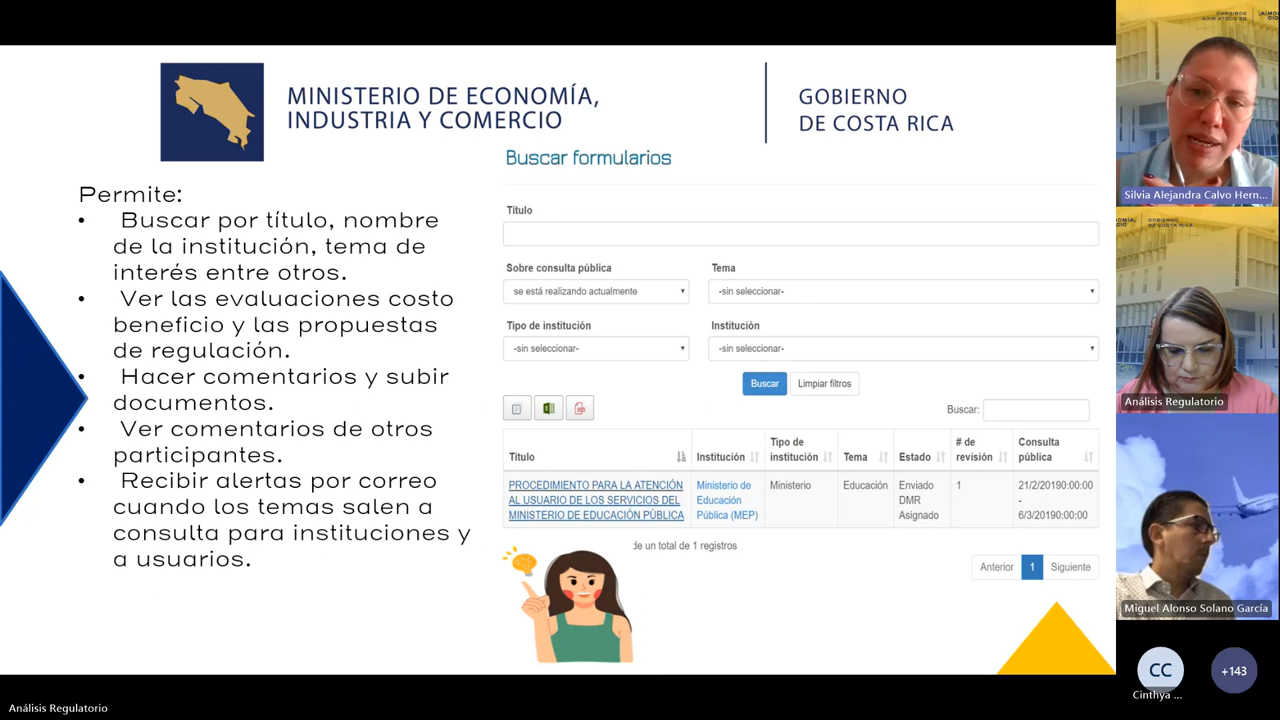 MINISTERIO DE ECONOMÍA,
INDUSTRIA Y COMERCIO
GOBIERNO
DE COSTA RICA
Permite:
• Buscar por título, nombre
de la institución, tema de
interés entre otros.
• Ver las evaluaciones costo
beneficio y las propuestas
de regulación.
• Hacer comentarios y subir
documentos.
• Ver comentarios de otros
participantes.
• Recibir alertas por correo
cuando los temas salen a
consulta para instituciones y
a usuarios.
Buscar formularios
Título
Sobre consulta pública
Tema
se está realizando actualmente
-sin seleccionar-
Tipo de institución
Institución
-sin seleccionar-
-sin seleccionar-
Buscar
Limpiar filtros
Buscar:
Título
Institución
Tipo de institución
Tema
Estado
# de revisión
Consulta pública
PROCEDIMIENTO PARA LA ATENCIÓN
AL USUARIO DE LOS SERVICIOS DEL
MINISTERIO DE EDUCACIÓN PÚBLICA
Ministerio de
Educación
Pública (MEP)
Ministerio
Educación
Enviado
DMR
Asignado
1
21/2/20190:00:00
-
6/3/20190:00:00
de un total de 1 registros
Anterior
1
Siguiente
Silvia Alejandra Calvo Hern...
GOBIERNO
DE COSTA RICA
Análisis Regulatorio
Miguel Alonso Solano García
CC
+143
Cinthya ...
Análisis Regulatorio